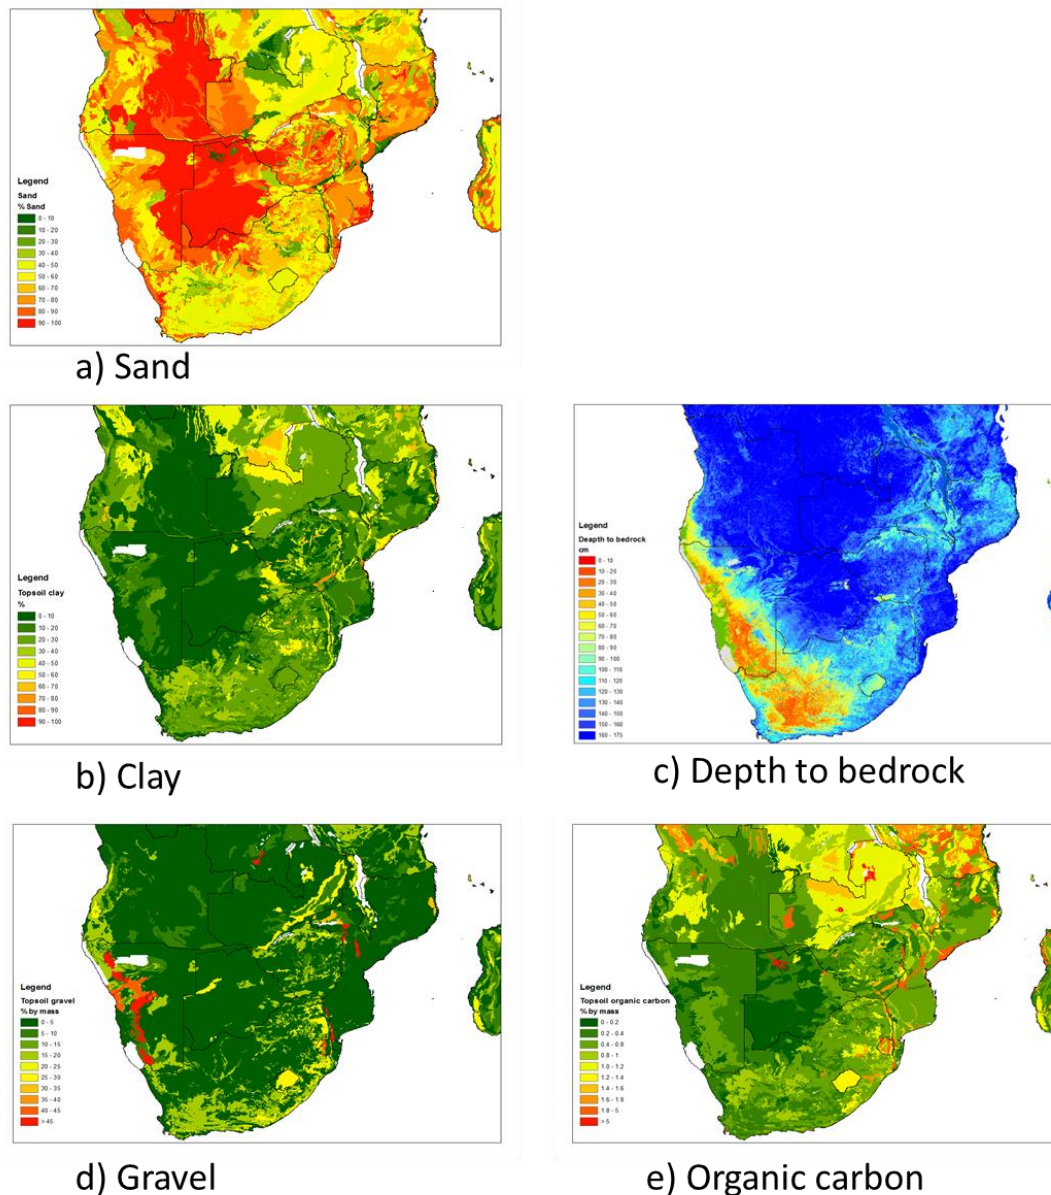 Legend
Sand
% Sand
0 - 10
10 - 20
20 - 30
30 - 40
40 - 50
50 - 60
60 - 70
70 - 80
80 - 90
90 - 100
a) Sand
Legend
Topsoil clay
%
0 - 10
10 - 20
20 - 30
30 - 40
40 - 50
50 - 60
60 - 70
70 - 80
80 - 90
90 - 100
b) Clay
Legend
Deapth to bedrock
cm
0 - 10
10 - 20
20 - 30
30 - 40
40 - 50
50 - 60
60 - 70
70 - 80
80 - 90
90 - 100
100 - 110
110 - 120
120 - 130
130 - 140
140 - 150
150 - 160
160 - 175
c) Depth to bedrock
Legend
Topsoil gravel
% by mass
0 - 5
5 - 10
10 - 15
15 - 20
20 - 25
25 - 30
30 - 35
35 - 40
40 - 45
> 45
d) Gravel
Legend
Topsoil organic carbon
% by mass
0 - 0.2
0.2 - 0.4
0.4 - 0.8
0.8 - 1
1.0 - 1.2
1.2 - 1.4
1.4 - 1.6
1.6 - 1.8
1.8 - 5
> 5
e) Organic carbon